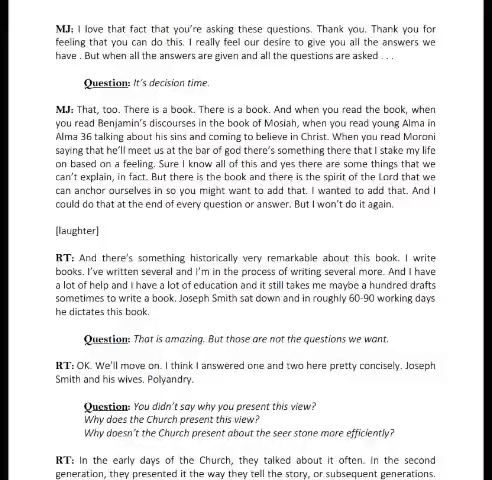 MJ: I love that fact that you're asking these questions. Thank you. Thank you for
feeling that you can do this. I really feel our desire to give you all the answers we
have . But when all the answers are given and all the questions are asked . . .
Question: It's decision time.
MJ: That, too. There is a book. There is a book. And when you read the book, when
you read Benjamin's discourses in the book of Mosiah, when you read young Alma in
Alma 36 talking about his sins and coming to believe in Christ. When you read Moroni
saying that he'll meet us at the bar of god there's something there that I stake my life
on based on a feeling. Sure I know all of this and yes there are some things that we
can't explain, in fact. But there is the book and there is the spirit of the Lord that we
can anchor ourselves in so you might want to add that. I wanted to add that. And I
could do that at the end of every question or answer. But I won't do it again.
[laughter]
RT: And there's something historically very remarkable about this book. I write
books. I've written several and I'm in the process of writing several more. And I have
a lot of help and I have a lot of education and it still takes me maybe a hundred drafts
sometimes to write a book. Joseph Smith sat down and in roughly 60-90 working days
he dictates this book.
Question: That is amazing. But those are not the questions we want.
RT: OK. We'll move on. I think I answered one and two here pretty concisely. Joseph
Smith and his wives. Polyandry.
Question: You didn't say why you present this view?
Why does the Church present this view?
Why doesn't the Church present about the seer stone more efficiently?
RT: In the early days of the Church, they talked about it often. In the second
generation, they presented it the way they tell the story, or subsequent generations.